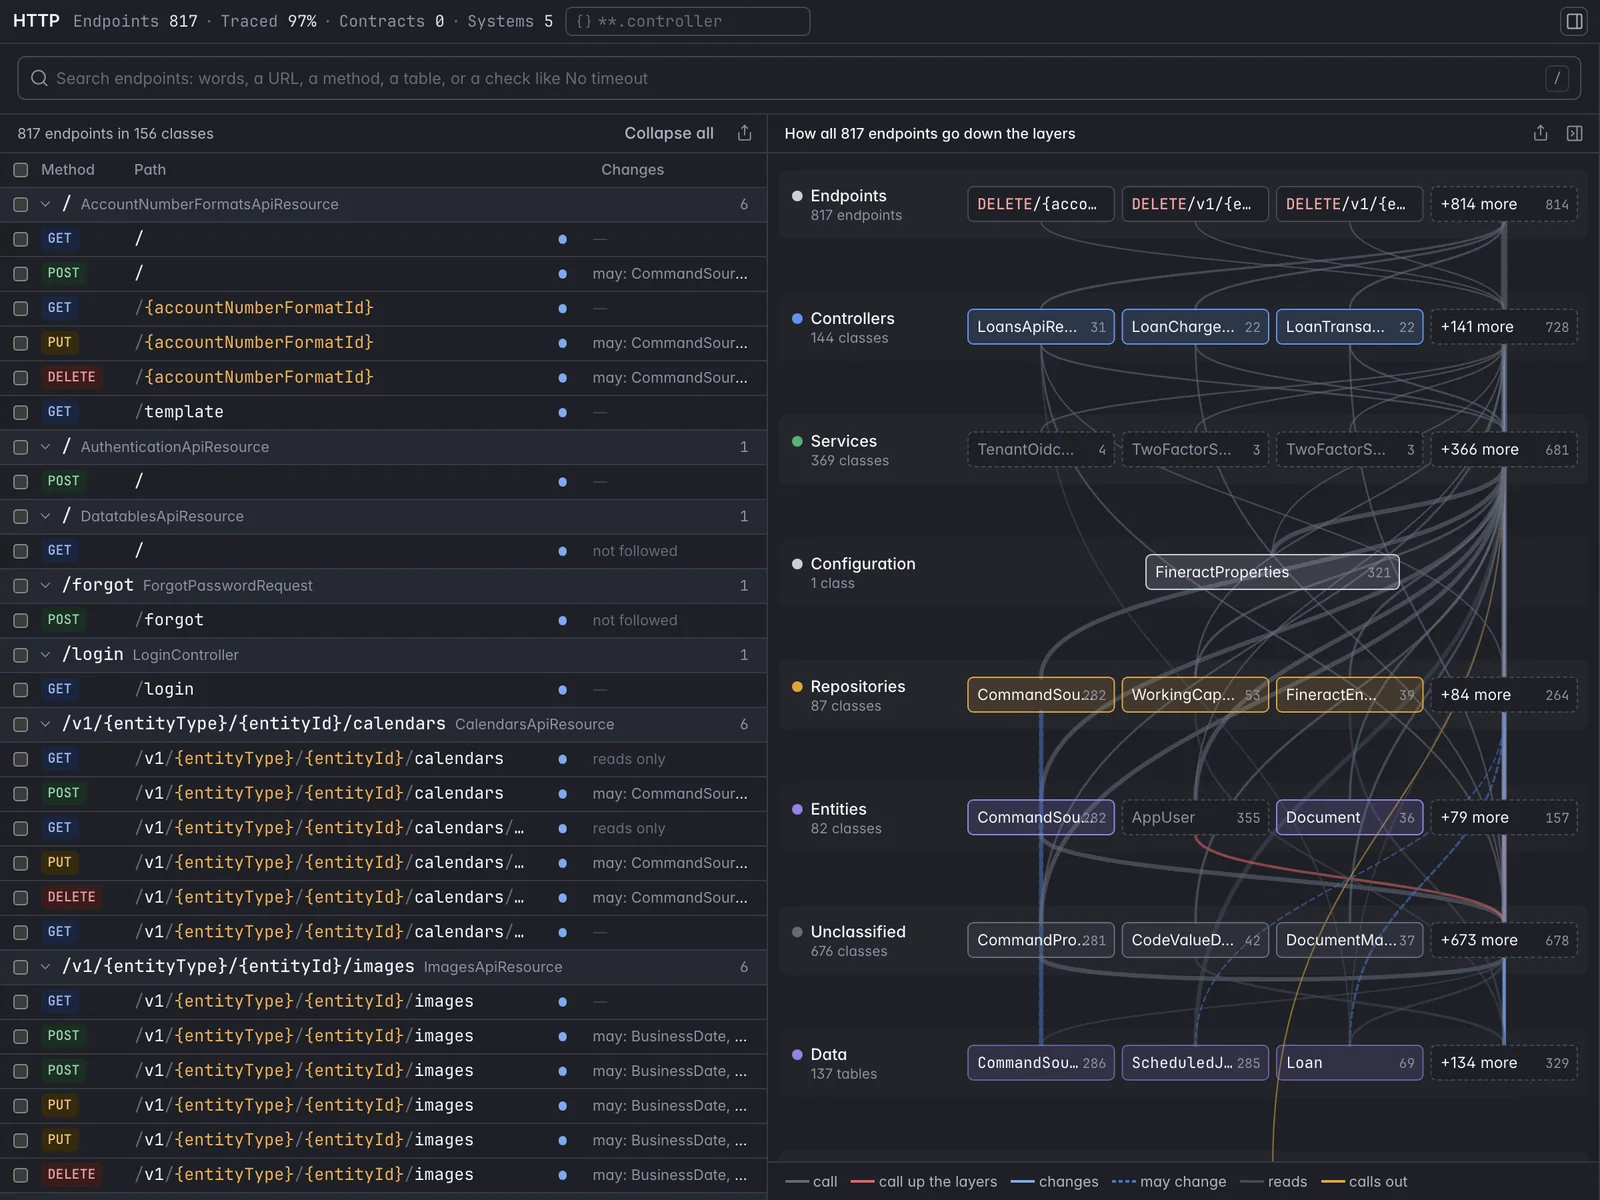 HTTP Endpoints 817 · Traced 97% · Contracts 0 · Systems 5 {} **.controller
Search endpoints: words, a URL, a method, a table, or a check like No timeout /
817 endpoints in 156 classes Collapse all
Method Path Changes
/ AccountNumberFormatsApiResource 6
GET / —
POST / may: CommandSour...
GET /{accountNumberFormatId} —
PUT /{accountNumberFormatId} may: CommandSour...
DELETE /{accountNumberFormatId} may: CommandSour...
GET /template —
/ AuthenticationApiResource 1
POST / —
/ DatatablesApiResource 1
GET / not followed
/forgot ForgotPasswordRequest 1
POST /forgot not followed
/login LoginController 1
GET /login —
/v1/{entityType}/{entityId}/calendars CalendarsApiResource 6
GET /v1/{entityType}/{entityId}/calendars reads only
POST /v1/{entityType}/{entityId}/calendars may: CommandSour...
GET /v1/{entityType}/{entityId}/calendars/… reads only
PUT /v1/{entityType}/{entityId}/calendars/… may: CommandSour...
DELETE /v1/{entityType}/{entityId}/calendars/… may: CommandSour...
GET /v1/{entityType}/{entityId}/calendars/… —
/v1/{entityType}/{entityId}/images ImagesApiResource 6
GET /v1/{entityType}/{entityId}/images —
POST /v1/{entityType}/{entityId}/images may: BusinessDate, ...
POST /v1/{entityType}/{entityId}/images may: BusinessDate, ...
PUT /v1/{entityType}/{entityId}/images may: BusinessDate, ...
PUT /v1/{entityType}/{entityId}/images may: BusinessDate, ...
DELETE /v1/{entityType}/{entityId}/images may: BusinessDate, ...
How all 817 endpoints go down the layers
Endpoints DELETE/{acco… DELETE/v1/{e… DELETE/v1/{e… +814 more 814
817 endpoints
Controllers LoansApiRe... 31 LoanCharge... 22 LoanTransa... 22 +141 more 728
144 classes
Services TenantOidc... 4 TwoFactorS... 3 TwoFactorS... 3 +366 more 681
369 classes
Configuration FineractProperties 321
1 class
Repositories CommandSou... 282 WorkingCap... 53 FineractEn... 39 +84 more 264
87 classes
Entities CommandSou... 282 AppUser 355 Document 36 +79 more 157
82 classes
Unclassified CommandPro... 281 CodeValueD... 42 DocumentMa... 37 +673 more 678
676 classes
Data CommandSou… 286 ScheduledJ… 285 Loan 69 +134 more 329
137 tables
call call up the layers changes may change reads calls out